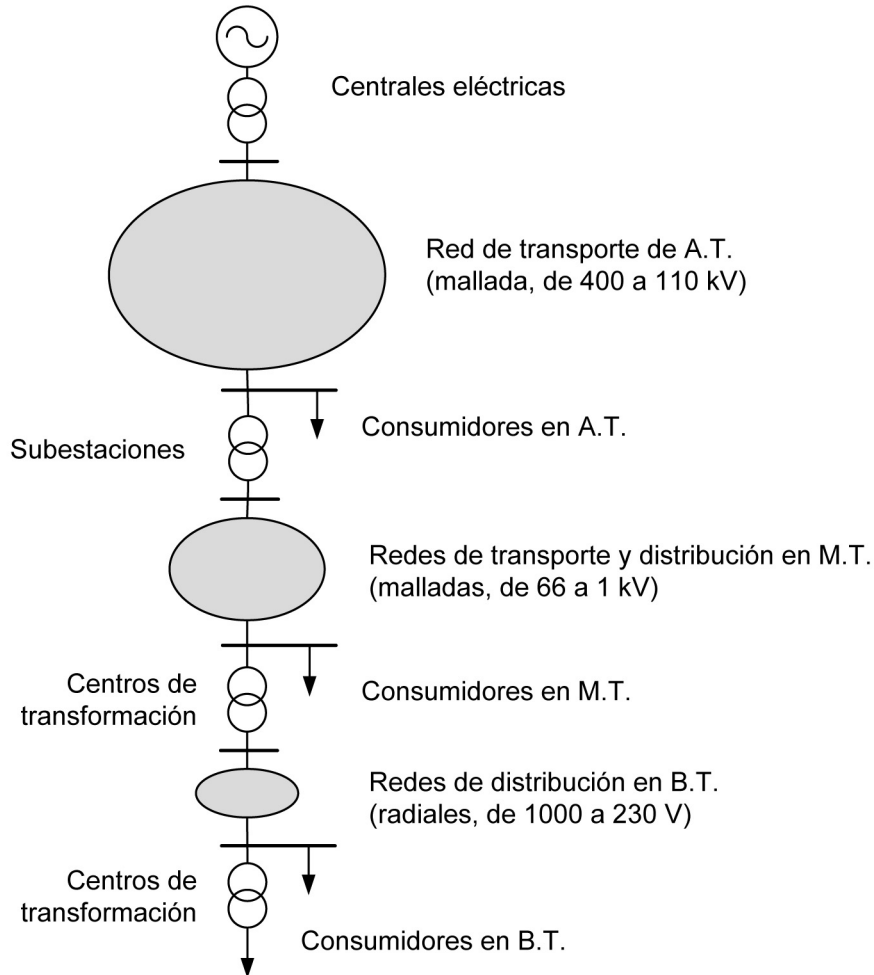 Centrales eléctricas
Red de transporte de A.T.
(mallada, de 400 a 110 kV)
Consumidores en A.T.
Subestaciones
Redes de transporte y distribución en M.T.
(malladas, de 66 a 1 kV)
Centros de
transformación
Consumidores en M.T.
Redes de distribución en B.T.
(radiales, de 1000 a 230 V)
Centros de
transformación
Consumidores en B.T.